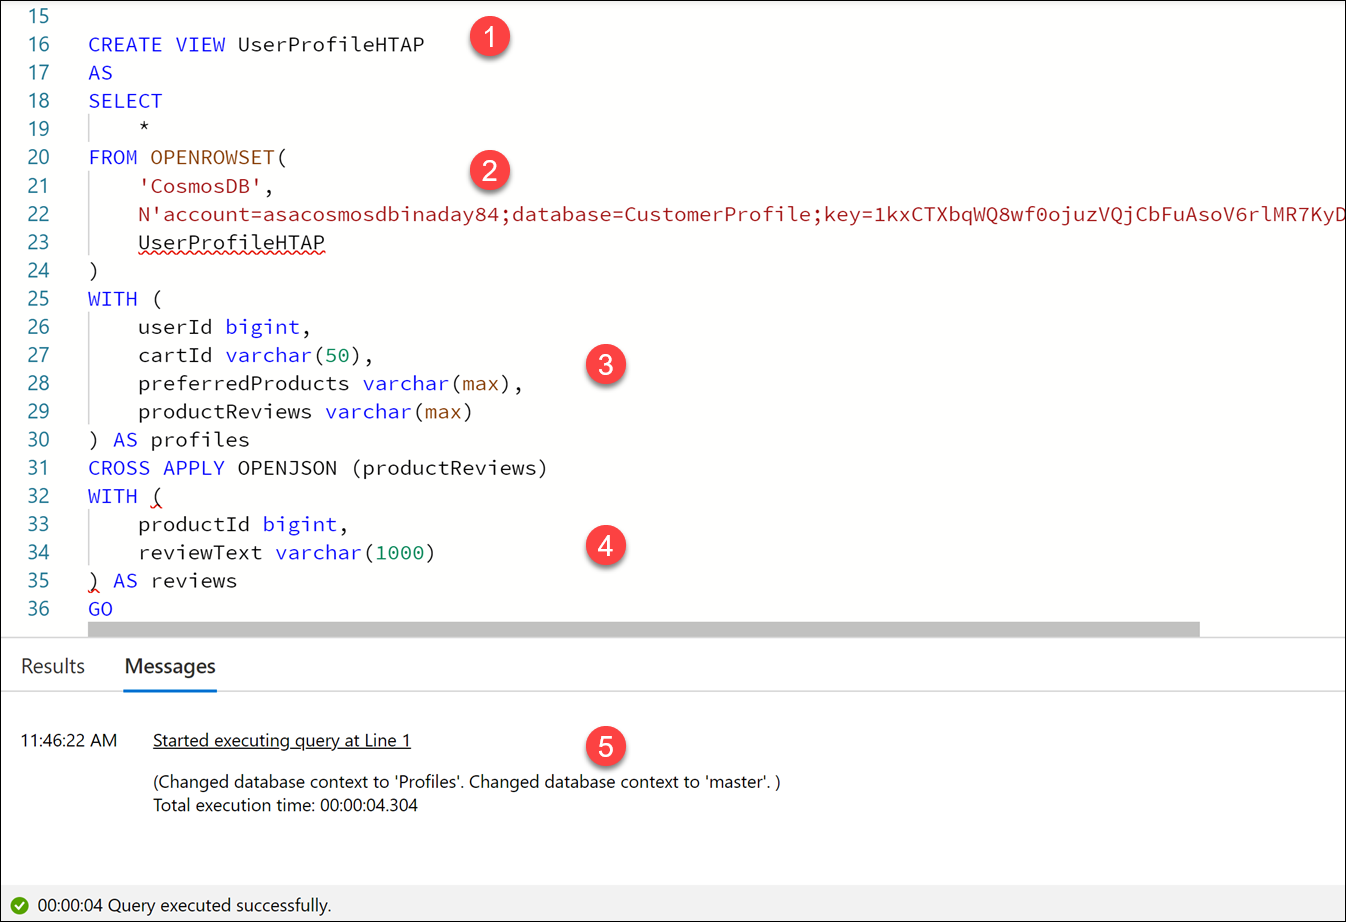 15
16 CREATE VIEW UserProfileHTAP 1
17 AS
18 SELECT
19 *
20 FROM OPENROWSET(
21 'CosmosDB', 2
22 N'account=asacosmosdbinaday84;database=CustomerProfile;key=1kxCTXbqWQ8wf0ojuzVQjCbFuAsoV6rlMR7KyD
23 UserProfileHTAP
24 )
25 WITH (
26 userId bigint,
27 cartId varchar(50), 3
28 preferredProducts varchar(max),
29 productReviews varchar(max)
30 ) AS profiles
31 CROSS APPLY OPENJSON (productReviews)
32 WITH (
33 productId bigint,
34 reviewText varchar(1000) 4
35 ) AS reviews
36 GO
Results Messages
11:46:22 AM Started executing query at Line 1 5
(Changed database context to 'Profiles'. Changed database context to 'master'. )
Total execution time: 00:00:04.304
00:00:04 Query executed successfully.